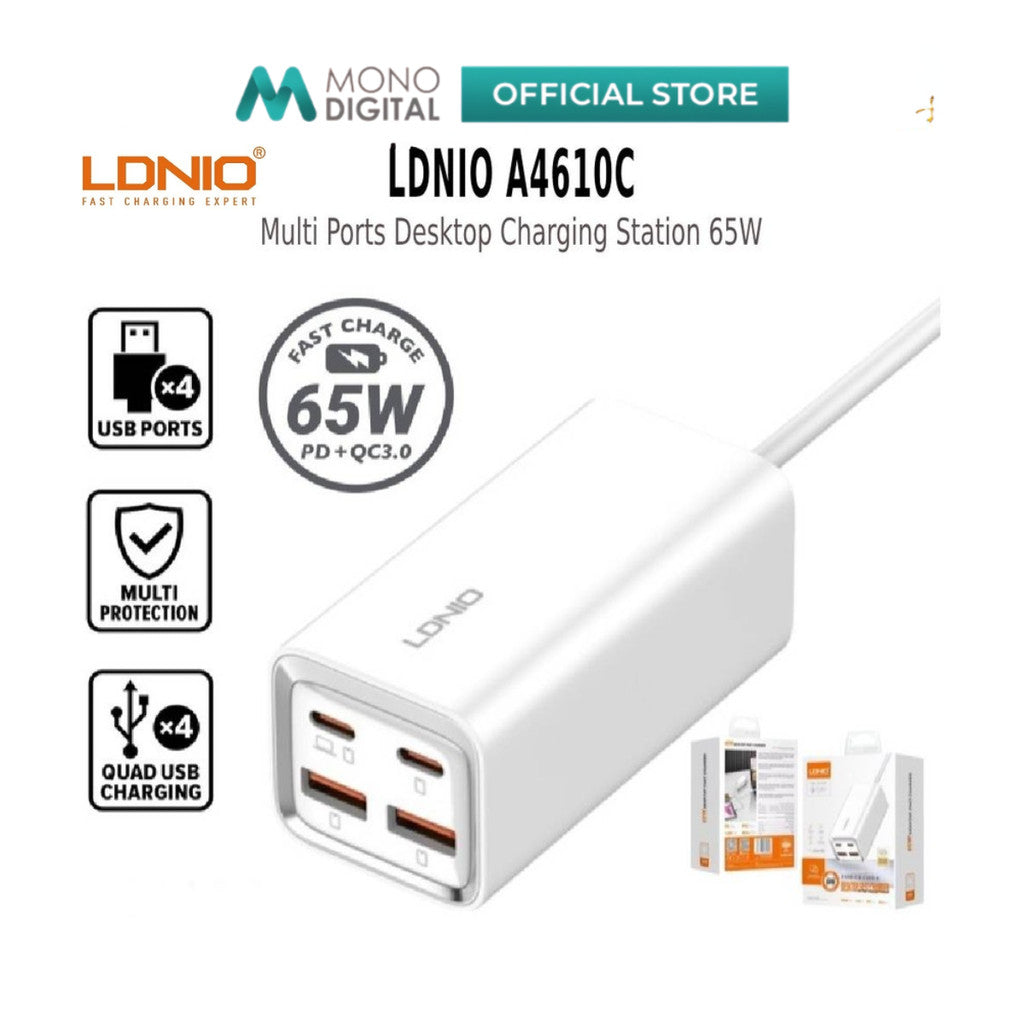 MONO
DIGITAL
OFFICIAL STORE
LDNIO®
FAST CHARGING EXPERT
LDNIO A4610C
Multi Ports Desktop Charging Station 65W
×4
USB PORTS
FAST CHARGE
65W
PD+QC3.0
MULTI
PROTECTION
×4
QUAD USB
CHARGING
LDNIO
LDNIO